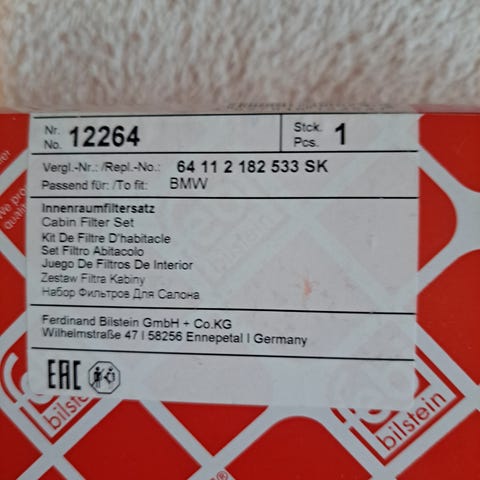 Nr.
No. 12264
Stck.
Pcs. 1
Vergl.-Nr.: /Repl.-No.: 64 11 2 182 533 SK
Passend für: /To fit: BMW
Innenraumfiltersatz
Cabin Filter Set
Kit De Filtre D'habitacle
Set Filtro Abitacolo
Juego De Filtros De Interior
Zestaw Filtra Kabiny
Набор Фильтров Для Салона
Ferdinand Bilstein GmbH + Co.KG
Wilhelmstraße 47 I 58256 Ennepetal I Germany
EAC
bilstein
bilstein